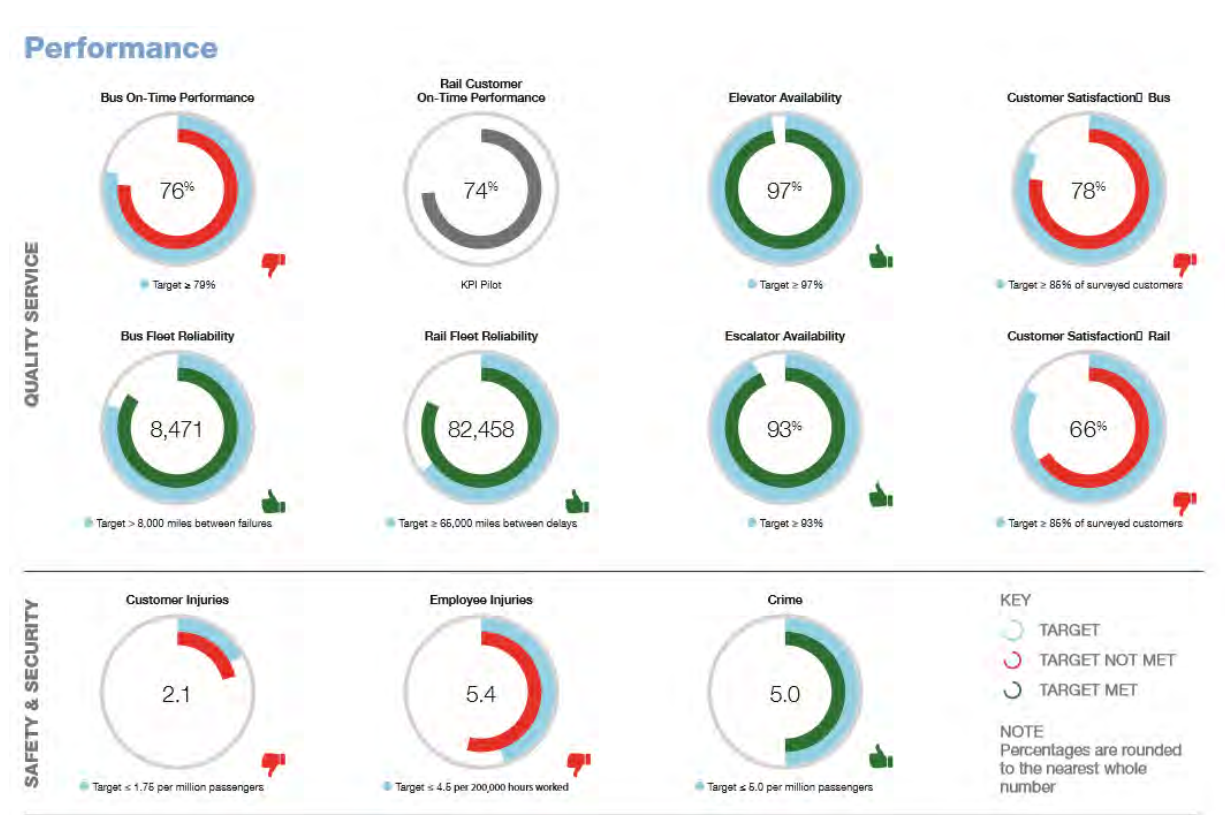 Performance
QUALITY SERVICE
Bus On-Time Performance
76%
Target ≥ 79%
Rail Customer
On-Time Performance
74%
KPI Pilot
Elevator Availability
97%
Target ≥ 97%
Customer Satisfaction▯ Bus
78%
Target ≥ 85% of surveyed customers
Bus Fleet Reliability
8,471
Target > 8,000 miles between failures
Rail Fleet Reliability
82,458
Target ≥ 65,000 miles between delays
Escalator Availability
93%
Target ≥ 93%
Customer Satisfaction▯ Rail
66%
Target ≥ 85% of surveyed customers
SAFETY & SECURITY
Customer Injuries
2.1
Target ≤ 1.75 per million passengers
Employee Injuries
5.4
Target ≤ 4.5 per 200,000 hours worked
Crime
5.0
Target ≤ 5.0 per million passengers
KEY
TARGET
TARGET NOT MET
TARGET MET
NOTE
Percentages are rounded
to the nearest whole
number